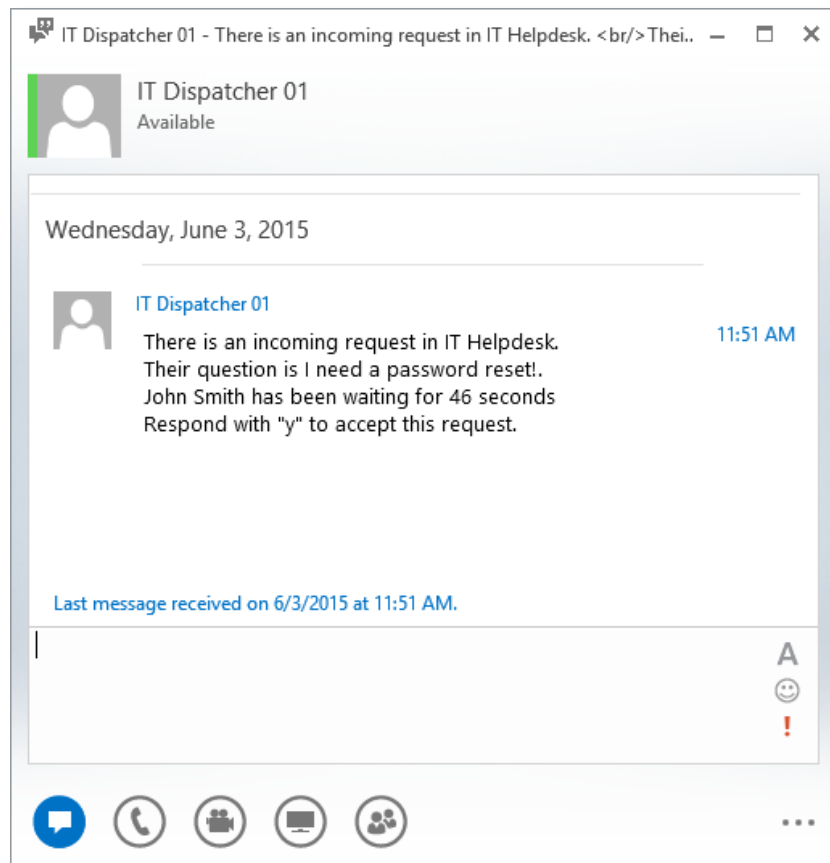 IT Dispatcher 01 - There is an incoming request in IT Helpdesk. <br/>Thei..
IT Dispatcher 01
Available
Wednesday, June 3, 2015
IT Dispatcher 01
There is an incoming request in IT Helpdesk.
11:51 AM
Their question is I need a password reset!.
John Smith has been waiting for 46 seconds
Respond with "y" to accept this request.
Last message received on 6/3/2015 at 11:51 AM.
A
!